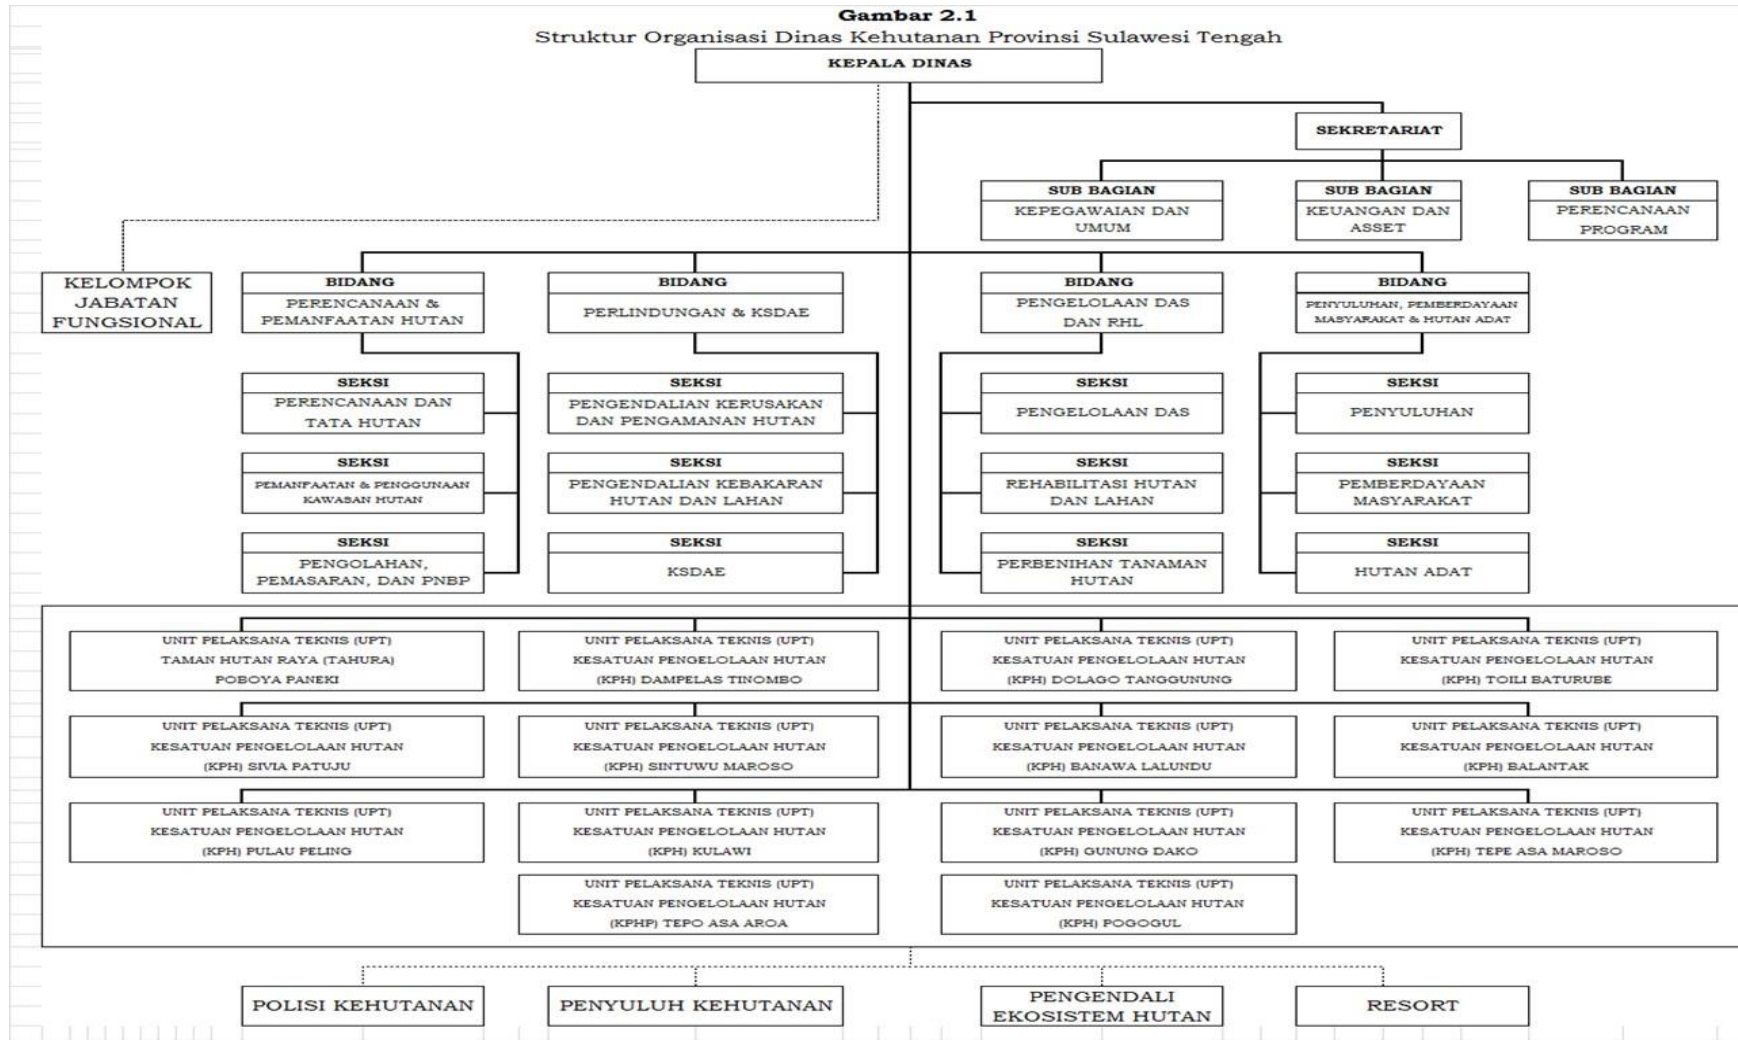 Gambar 2.1
Struktur Organisasi Dinas Kehutanan Provinsi Sulawesi Tengah
KEPALA DINAS
SEKRETARIAT
SUB BAGIAN
KEPEGAWAIAN DAN
UMUM
SUB BAGIAN
KEUANGAN DAN
ASSET
SUB BAGIAN
PERENCANAAN
PROGRAM
KELOMPOK
JABATAN
FUNGSIONAL
BIDANG
PERENCANAAN &
PEMANFAATAN HUTAN
BIDANG
PERLINDUNGAN & KSDAE
BIDANG
PENGELOLAAN DAS
DAN RHL
BIDANG
PENYULUHAN, PEMBERDAYAAN
MASYARAKAT & HUTAN ADAT
SEKSI
PERENCANAAN DAN
TATA HUTAN
SEKSI
PENGENDALIAN KERUSAKAN
DAN PENGAMANAN HUTAN
SEKSI
PENGELOLAAN DAS
SEKSI
PENYULUHAN
SEKSI
PEMANFAATAN & PENGGUNAAN
KAWASAN HUTAN
SEKSI
PENGENDALIAN KEBAKARAN
HUTAN DAN LAHAN
SEKSI
REHABILITASI HUTAN
DAN LAHAN
SEKSI
PEMBERDAYAAN
MASYARAKAT
SEKSI
PENGOLAHAN,
PEMASARAN, DAN PNBP
SEKSI
KSDAE
SEKSI
PERBENIHAN TANAMAN
HUTAN
SEKSI
HUTAN ADAT
UNIT PELAKSANA TEKNIS (UPT)
TAMAN HUTAN RAYA (TAHURA)
POBOYA PANEKI
UNIT PELAKSANA TEKNIS (UPT)
KESATUAN PENGELOLAAN HUTAN
(KPH) DAMPELAS TINOMBO
UNIT PELAKSANA TEKNIS (UPT)
KESATUAN PENGELOLAAN HUTAN
(KPH) DOLAGO TANGGUNUNG
UNIT PELAKSANA TEKNIS (UPT)
KESATUAN PENGELOLAAN HUTAN
(KPH) TOILI BATURUBE
UNIT PELAKSANA TEKNIS (UPT)
KESATUAN PENGELOLAAN HUTAN
(KPH) SIVIA PATUJU
UNIT PELAKSANA TEKNIS (UPT)
KESATUAN PENGELOLAAN HUTAN
(KPH) SINTUWU MAROSO
UNIT PELAKSANA TEKNIS (UPT)
KESATUAN PENGELOLAAN HUTAN
(KPH) BANAWA LALUNDU
UNIT PELAKSANA TEKNIS (UPT)
KESATUAN PENGELOLAAN HUTAN
(KPH) BALANTAK
UNIT PELAKSANA TEKNIS (UPT)
KESATUAN PENGELOLAAN HUTAN
(KPH) PULAU PELING
UNIT PELAKSANA TEKNIS (UPT)
KESATUAN PENGELOLAAN HUTAN
(KPH) KULAWI
UNIT PELAKSANA TEKNIS (UPT)
KESATUAN PENGELOLAAN HUTAN
(KPH) GUNUNG DAKO
UNIT PELAKSANA TEKNIS (UPT)
KESATUAN PENGELOLAAN HUTAN
(KPH) TEPE ASA MAROSO
UNIT PELAKSANA TEKNIS (UPT)
KESATUAN PENGELOLAAN HUTAN
(KPHP) TEPO ASA AROA
UNIT PELAKSANA TEKNIS (UPT)
KESATUAN PENGELOLAAN HUTAN
(KPH) POGOGUL
POLISI KEHUTANAN
PENYULUH KEHUTANAN
PENGENDALI
EKOSISTEM HUTAN
RESORT